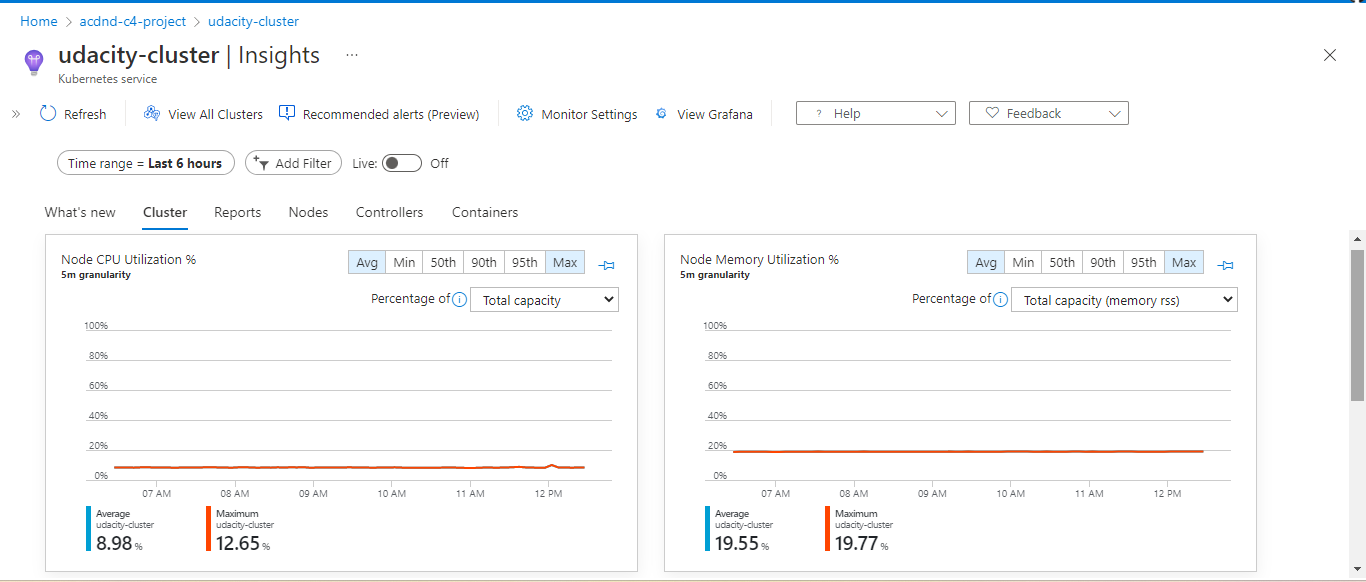 Home > acdnd-c4-project > udacity-cluster
udacity-cluster | Insights ...
Kubernetes service
» Refresh View All Clusters Recommended alerts (Preview) Monitor Settings View Grafana ? Help Feedback
Time range = Last 6 hours Add Filter Live: Off
What's new Cluster Reports Nodes Controllers Containers
Node CPU Utilization %
5m granularity
Avg Min 50th 90th 95th Max
Percentage of i Total capacity
100%
80%
60%
40%
20%
0%
07 AM 08 AM 09 AM 10 AM 11 AM 12 PM
Average
udacity-cluster
8.98 %
Maximum
udacity-cluster
12.65 %
Node Memory Utilization %
5m granularity
Avg Min 50th 90th 95th Max
Percentage of i Total capacity (memory rss)
100%
80%
60%
40%
20%
0%
07 AM 08 AM 09 AM 10 AM 11 AM 12 PM
Average
udacity-cluster
19.55 %
Maximum
udacity-cluster
19.77 %